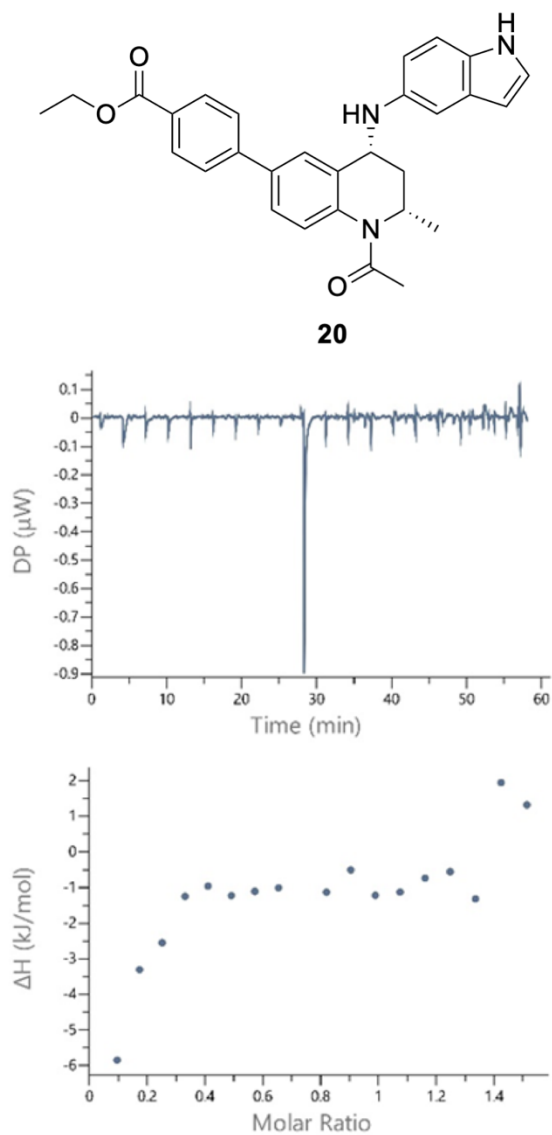 O
O
HN
H
N
N
O
20
0.1
0
-0.1
-0.2
-0.3
-0.4
-0.5
-0.6
-0.7
-0.8
-0.9
DP (μW)
0 10 20 30 40 50 60
Time (min)
2
1
0
-1
-2
-3
-4
-5
-6
ΔH (kJ/mol)
0 0.2 0.4 0.6 0.8 1 1.2 1.4
Molar Ratio